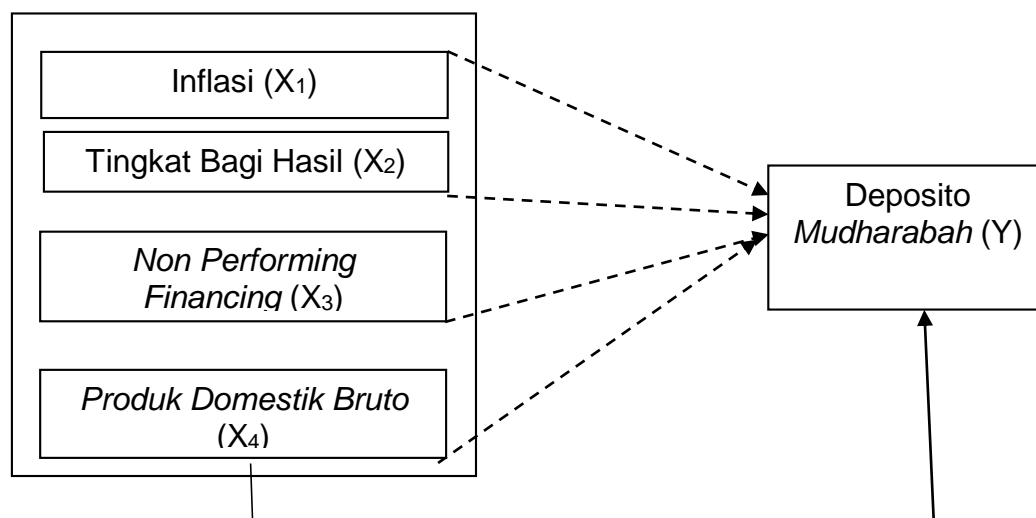 Inflasi (X₁)
Tingkat Bagi Hasil (X₂)
Non Performing
Financing (X₃)
Produk Domestik Bruto
(X₄)
Deposito
Mudharabah (Y)